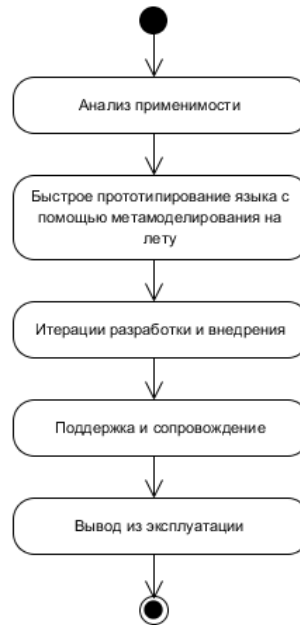 Анализ применимости
Быстрое прототипирование языка с
помощью метамоделирования на
лету
Итерации разработки и внедрения
Поддержка и сопровождение
Вывод из эксплуатации